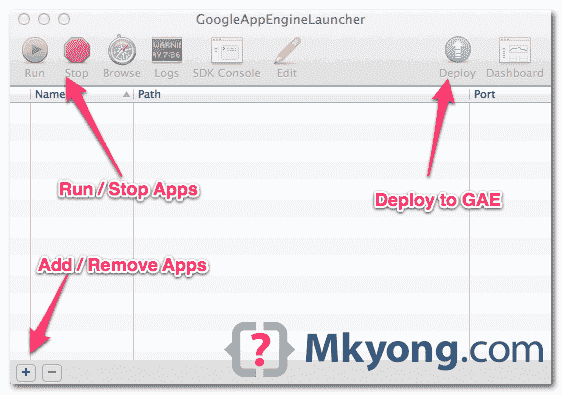 GoogleAppEngineLauncher
Run Stop Browse Logs SDK Console Edit Deploy Dashboard
Name Path Port
Run / Stop Apps
Deploy to GAE
Add / Remove Apps
{?} Mkyong.com
+ −